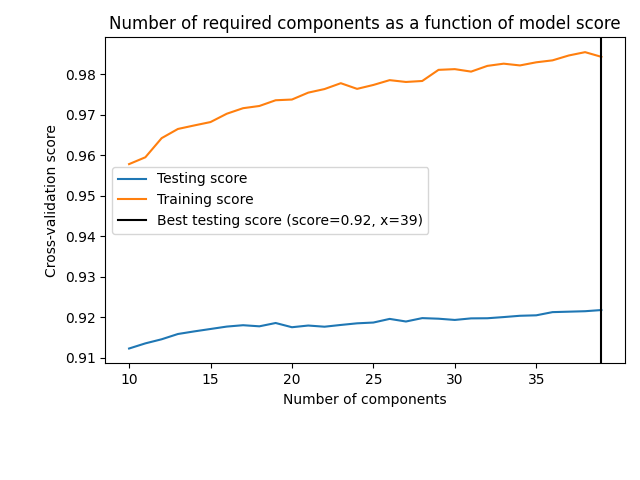 Number of required components as a function of model score
0.98
0.97
0.96
0.95
0.94
0.93
0.92
0.91
Cross-validation score
Testing score
Training score
Best testing score (score=0.92, x=39)
10 15 20 25 30 35
Number of components